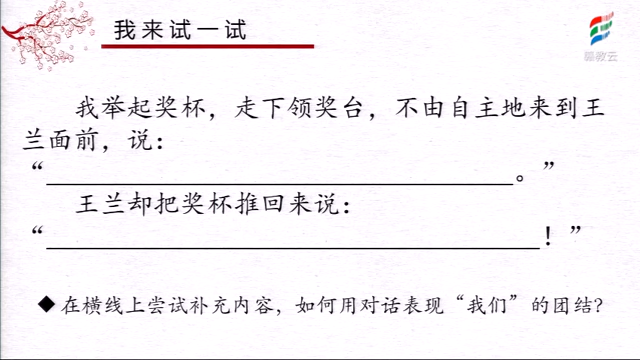 我来试一试
我举起奖杯，走下领奖台，不由自主地来到王
兰面前，说：
“____________________。”
王兰却把奖杯推回来说：
“____________________！”
◆在横线上尝试补充内容，如何用对话表现“我们”的团结？